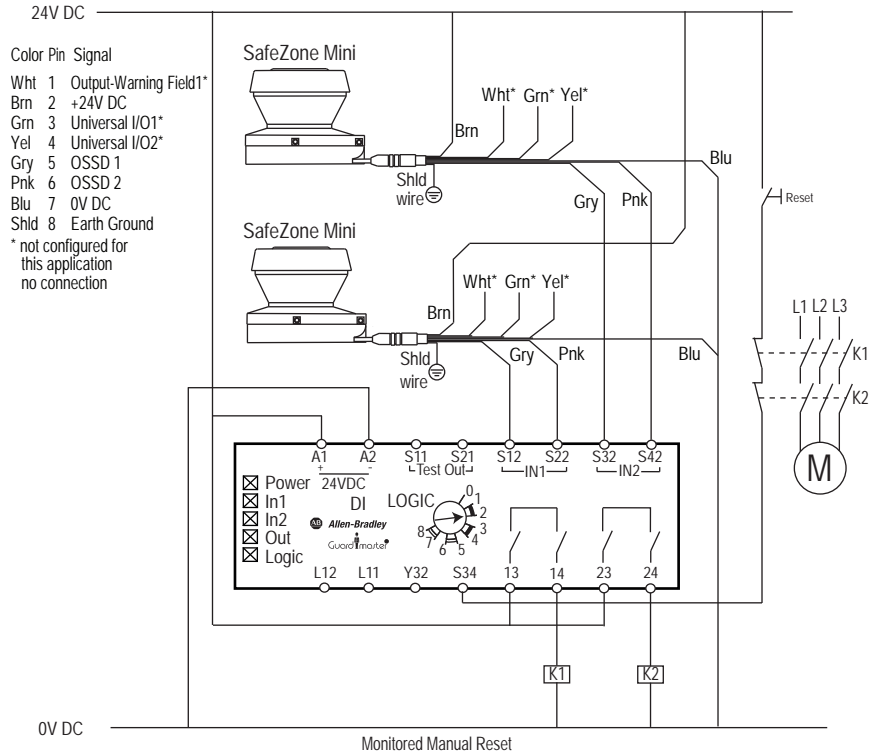 24V DC
Color Pin Signal
Wht 1 Output-Warning Field1*
Brn 2 +24V DC
Grn 3 Universal I/O1*
Yel 4 Universal I/O2*
Gry 5 OSSD 1
Pnk 6 OSSD 2
Blu 7 0V DC
Shld 8 Earth Ground
* not configured for
this application
no connection
SafeZone Mini
Wht* Grn* Yel*
Brn
Blu
Shld
wire
Gry Pnk
Reset
SafeZone Mini
Wht* Grn* Yel*
Brn
Shld
wire
Gry Pnk
Blu
L1 L2 L3
K1
K2
M
A1 A2 S11 S21 S12 S22 S32 S42
+ -
24VDC
Test Out
IN1
IN2
Power
In1
In2
Out
Logic
DI
LOGIC
0
1
2
3
4
5
6
7
8
AB Allen-Bradley
Guardmaster
L12 L11 Y32 S34 13 14 23 24
K1
K2
0V DC
Monitored Manual Reset